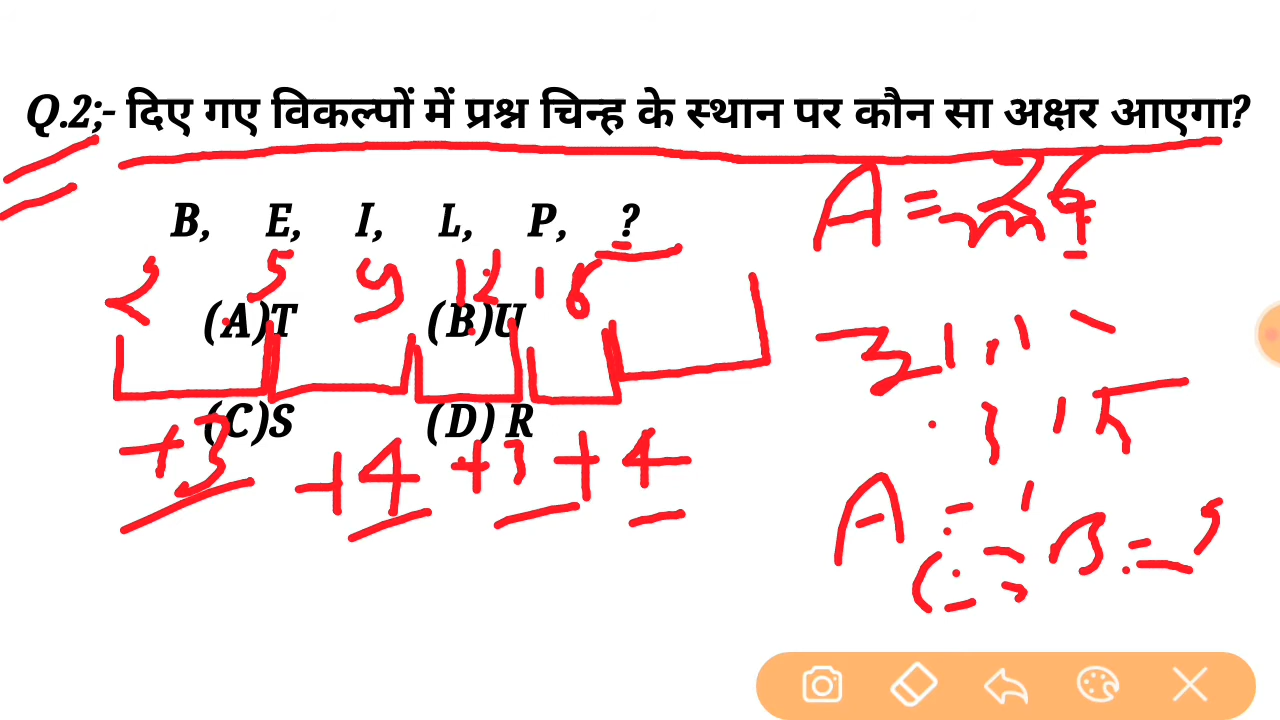 Q.2;- दिए गए विकल्पों में प्रश्न चिन्ह के स्थान पर कौन सा अक्षर आएगा?
B, E, I, L, P, ?
2 5 9 12 16
(A)T (B)U
(C)S (D) R
+3 +4 +3 +4
A = 26
A = 1
B = 2
C = 3